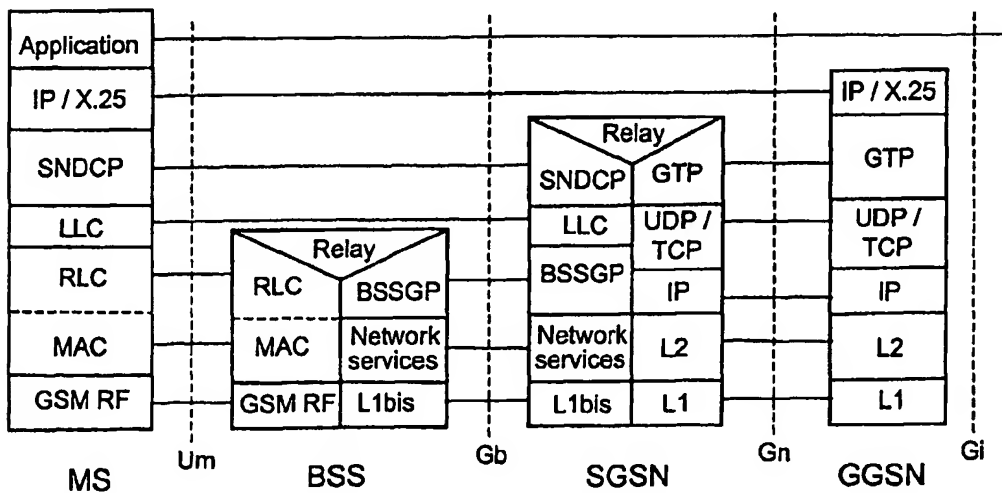 Application
IP / X.25
SNDCP
LLC
RLC
MAC
GSM RF
MS
Um
Relay
RLC
BSSGP
MAC
Network
services
GSM RF
L1bis
BSS
Gb
Relay
SNDCP
GTP
LLC
UDP /
TCP
BSSGP
IP
Network
services
L2
L1bis
L1
SGSN
Gn
IP / X.25
GTP
UDP /
TCP
IP
L2
L1
GGSN
Gi